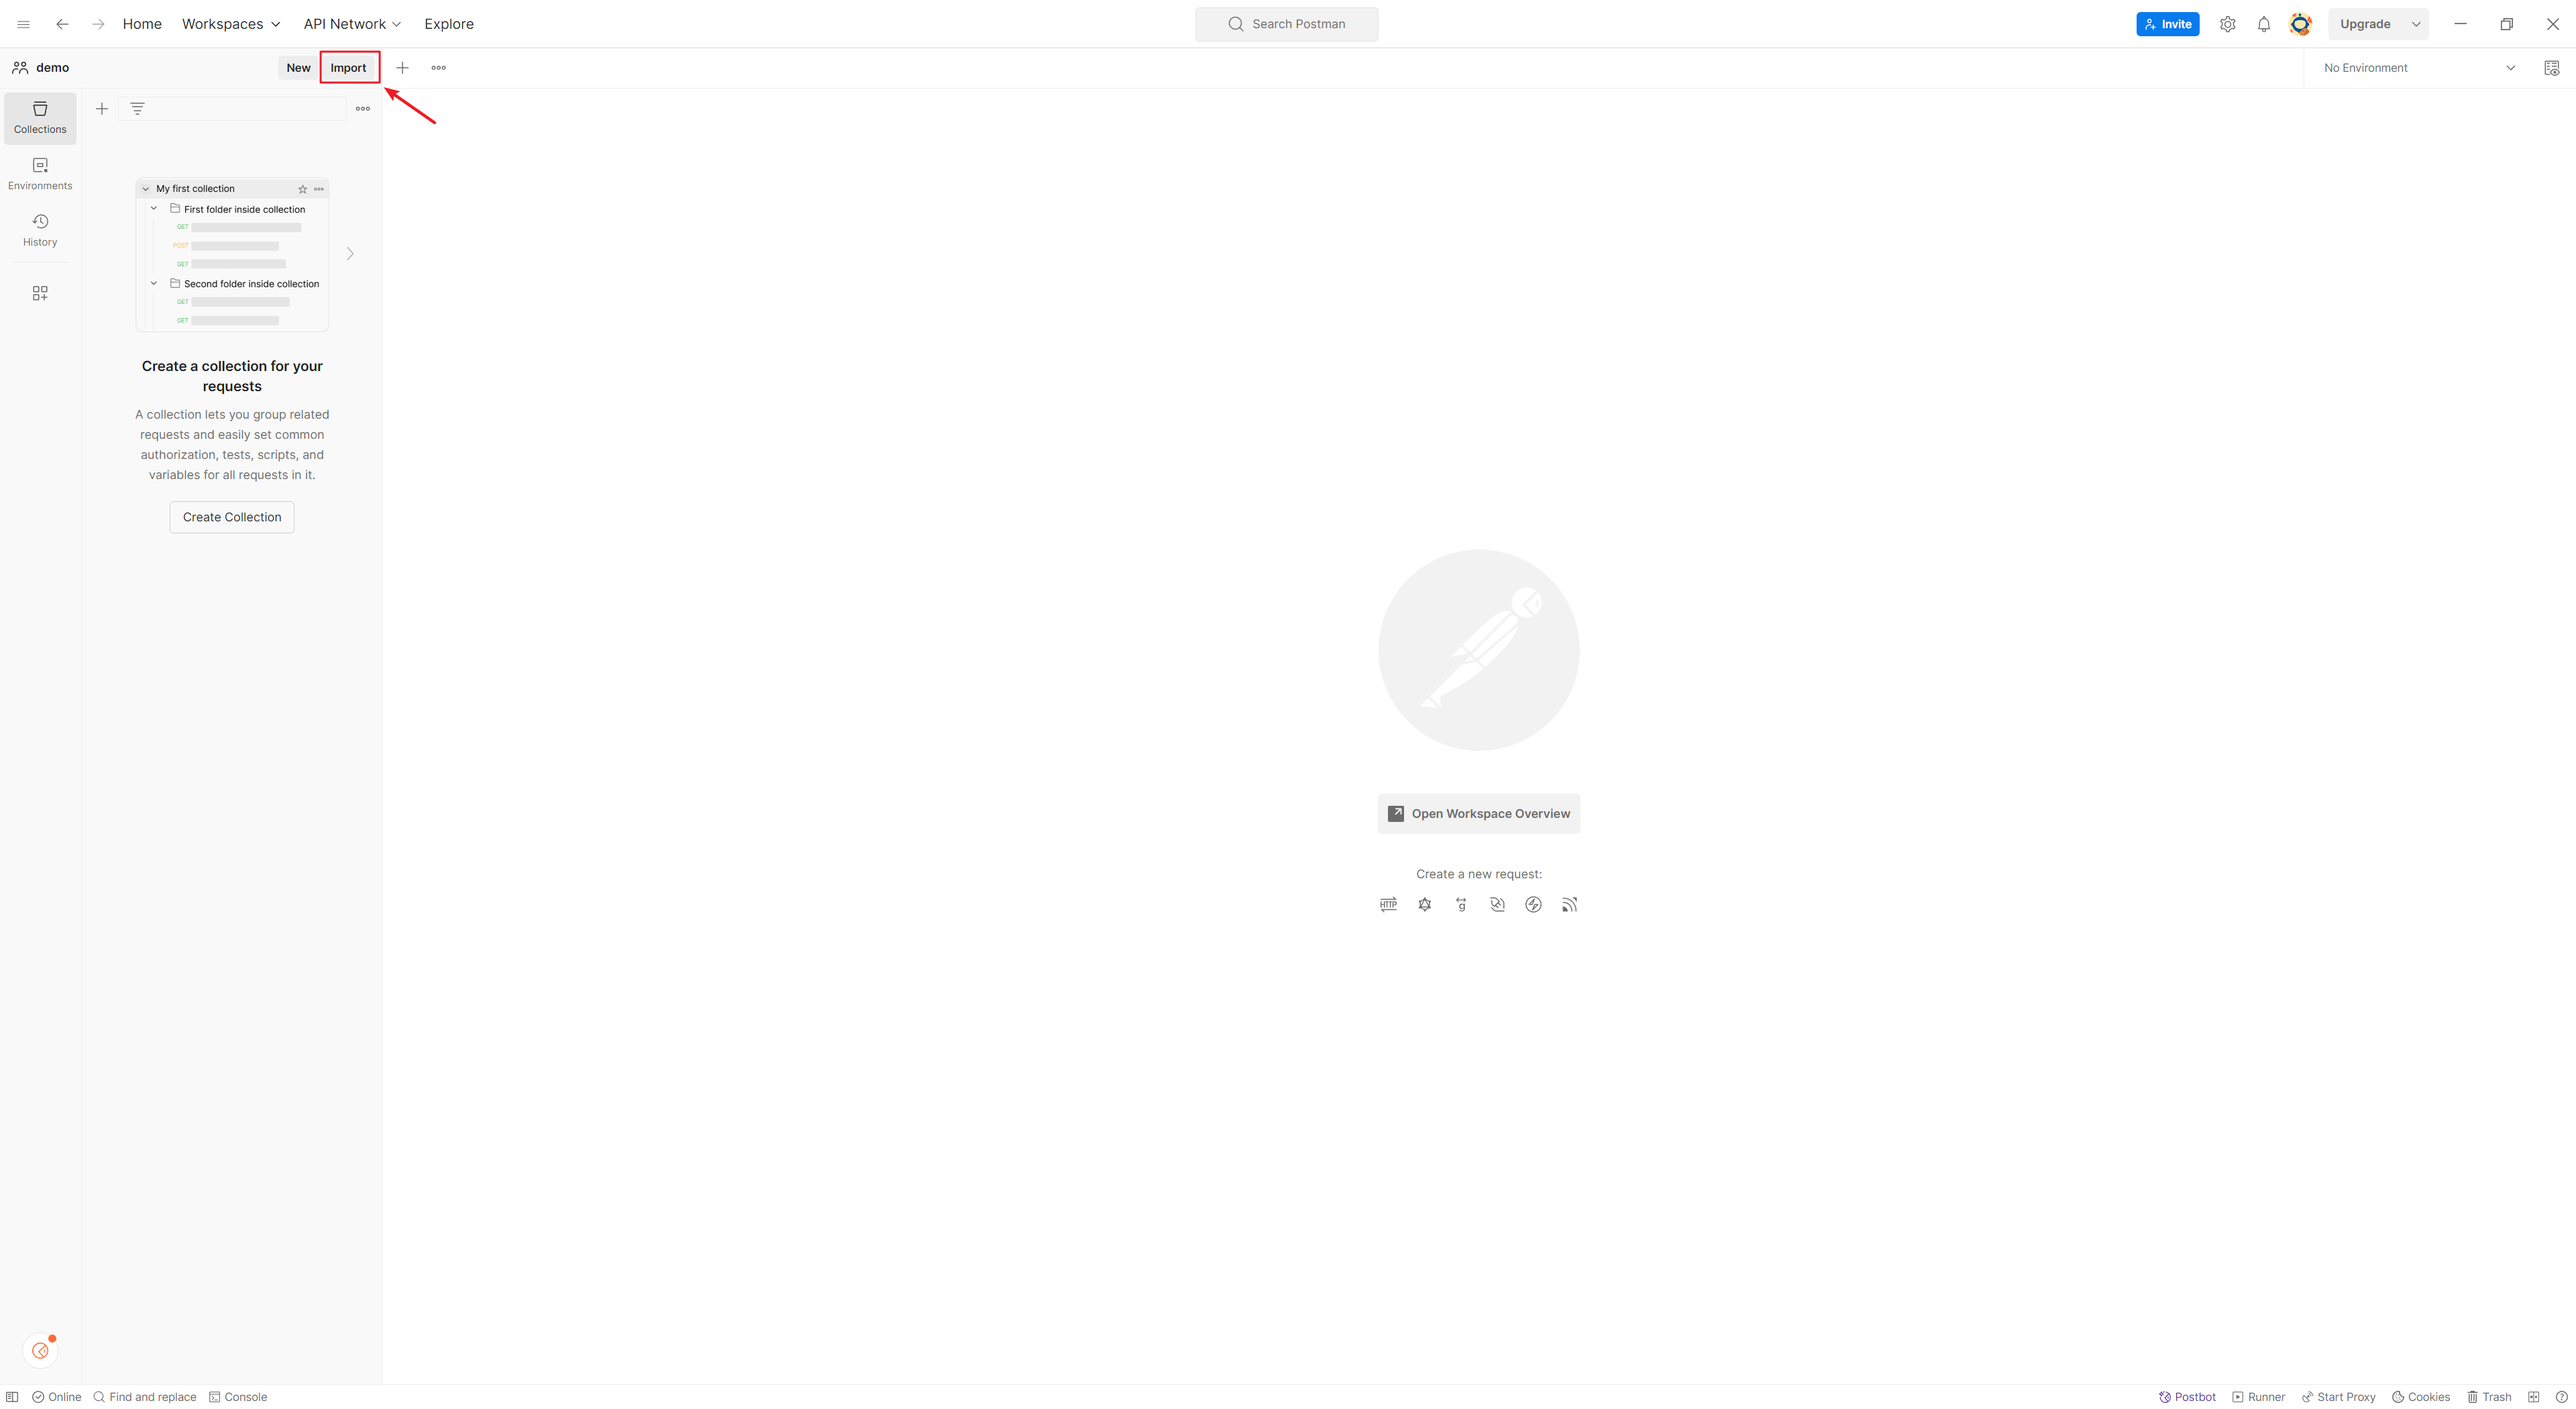 Home Workspaces API Network Explore Search Postman Invite Upgrade
demo New Import No Environment
Collections
Environments
History
My first collection
First folder inside collection
GET
POST
GET
Second folder inside collection
GET
GET
Create a collection for your
requests
A collection lets you group related
requests and easily set common
authorization, tests, scripts, and
variables for all requests in it.
Create Collection
Open Workspace Overview
Create a new request:
HTTP g
Online Find and replace Console Postbot Runner Start Proxy Cookies Trash